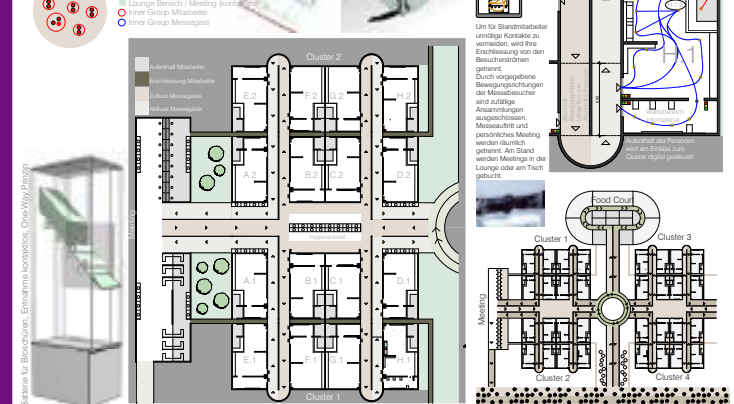 Lounge Bereich / Meeting (kontaktlos)
Inner Group Mitarbeiter
Inner Group Messegast
Batterie für Broschüren, Entnahme kontaktlos, One-Way Prinzip
Aufenthalt Mitarbeiter
Erschliessung Mitarbeiter
Zufluss Messegäste
Abfluss Messegäste
Cluster 2
E.2
F.2
G.2
H.2
A.2
B.2
C.2
D.2
Meeting
Hygiene-Insel
A.1
B.1
C.1
D.1
E.1
F.1
G.1
H.1
Cluster 1
Um für Standmitarbeiter
unnötige Kontakte zu
vermeiden, wird Ihre
Erschliessung von den
Besucherströmen
getrennt.
Durch vorgegebene
Bewegungsrichtungen
der Messebesucher
sind zufällige
Ansammlungen
ausgeschlossen.
Messeauftritt und
persönliches Meeting
werden räumlich
getrennt. Am Stand
werden Meetings in der
Lounge oder am Tisch
gebucht.
H.1
Aufenthalt der Personen
wird am Einlass zum
Cluster digital gesteuert
Food Court
Cluster 1
Cluster 3
Meeting
Cluster 2
Cluster 4